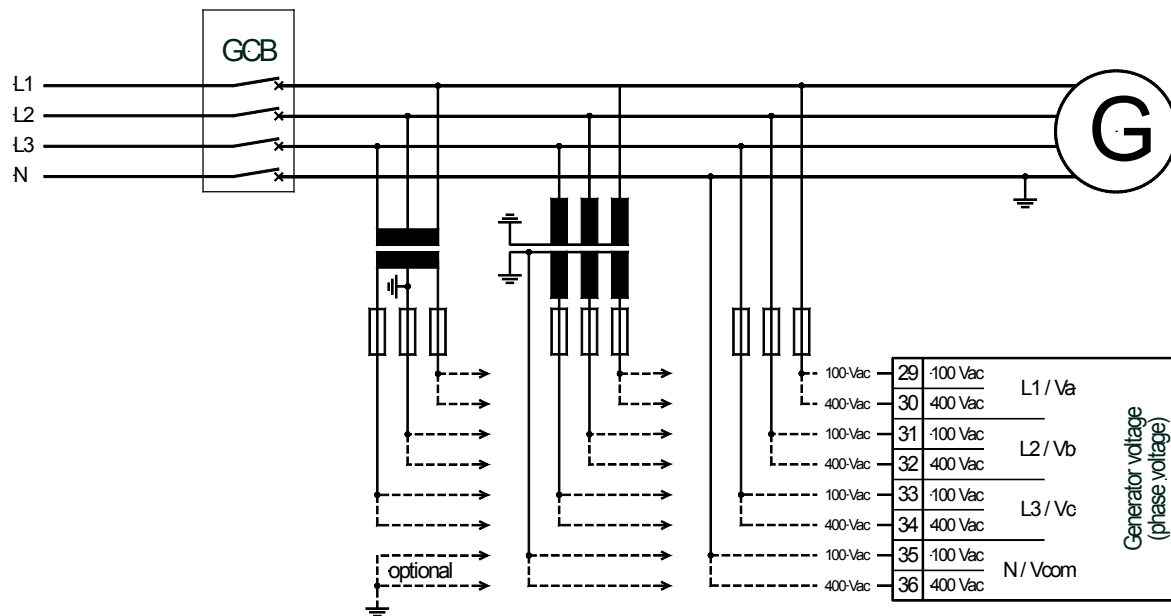 GCB
L1
L2
L3
N
G
100-Vac 29 100 Vac
L1 / Va
400-Vac 30 400 Vac
100-Vac 31 100 Vac
L2 / Vb
400-Vac 32 400 Vac
100-Vac 33 100 Vac
L3 / Vc
400-Vac 34 400 Vac
100-Vac 35 100 Vac
N / Vcom
400-Vac 36 400 Vac
optional
Generator voltage
(phase voltage)